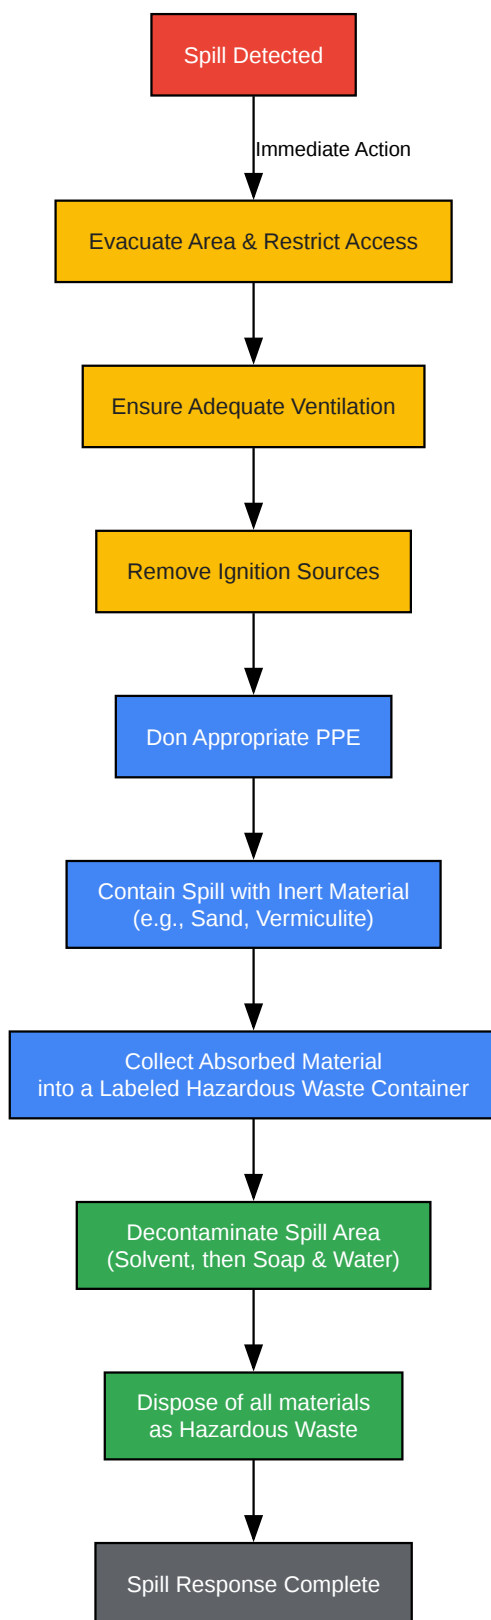 Spill Detected
Immediate Action
Evacuate Area & Restrict Access
Ensure Adequate Ventilation
Remove Ignition Sources
Don Appropriate PPE
Contain Spill with Inert Material
(e.g., Sand, Vermiculite)
Collect Absorbed Material
into a Labeled Hazardous Waste Container
Decontaminate Spill Area
(Solvent, then Soap & Water)
Dispose of all materials
as Hazardous Waste
Spill Response Complete